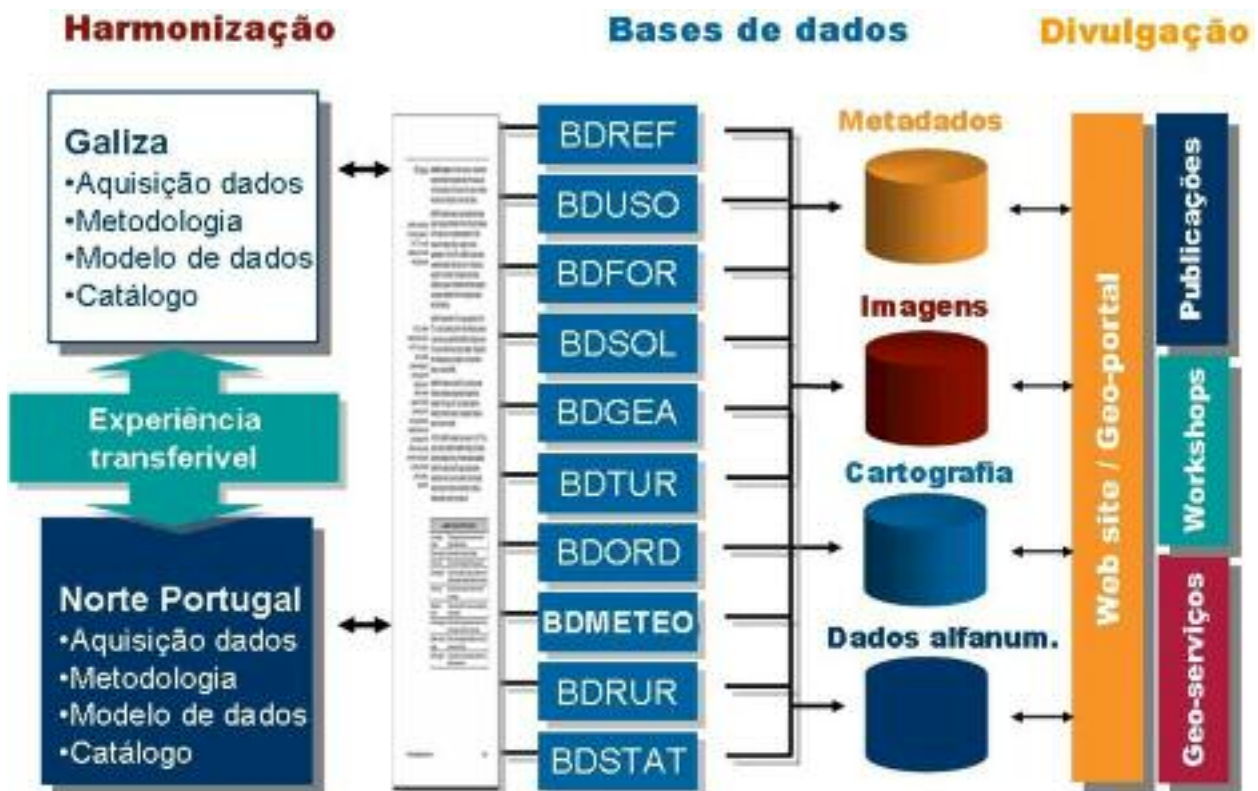 Harmonização
Bases de dados
Divulgação
Galiza
•Aquisição dados
•Metodologia
•Modelo de dados
•Catálogo
Experiência
transferivel
Norte Portugal
•Aquisição dados
•Metodologia
•Modelo de dados
•Catálogo
BDREF
BDUSO
BDFOR
BDSOL
BDGEA
BDTUR
BDORD
BDMETEO
BDRUR
BDSTAT
Metadados
Imagens
Cartografia
Dados alfanum.
Web site / Geo-portal
Publicações
Workshops
Geo-serviços